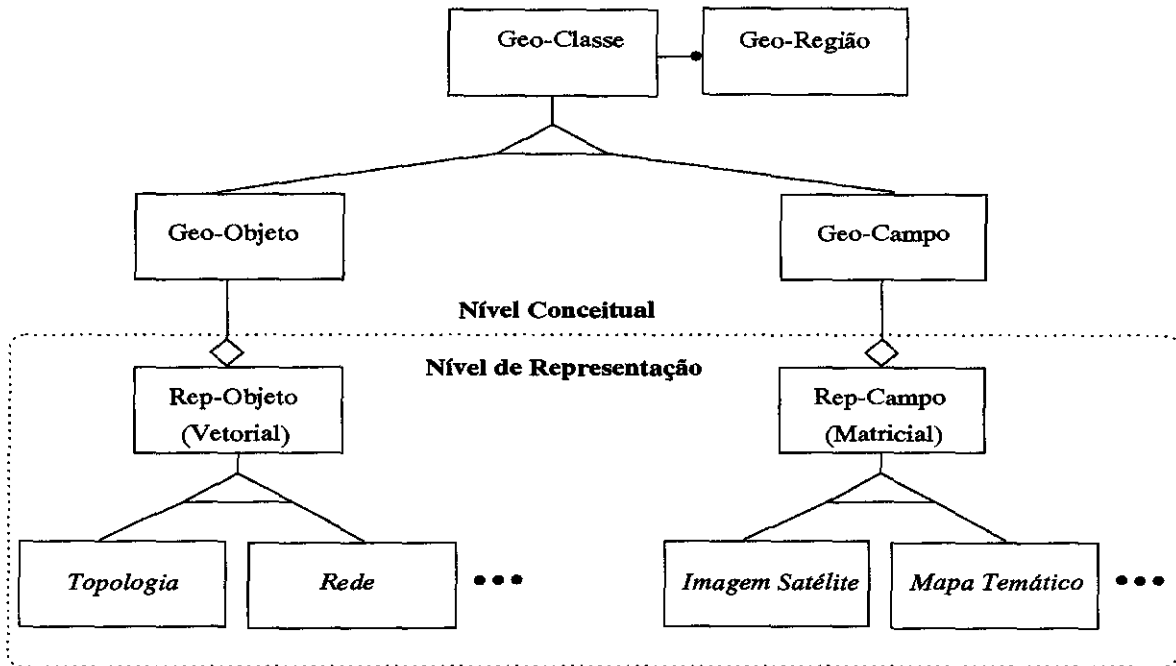 Geo-Classe
Geo-Região
Geo-Objeto
Geo-Campo
Nível Conceitual
Nível de Representação
Rep-Objeto
(Vetorial)
Rep-Campo
(Matricial)
Topologia
Rede
Imagem Satélite
Mapa Temático